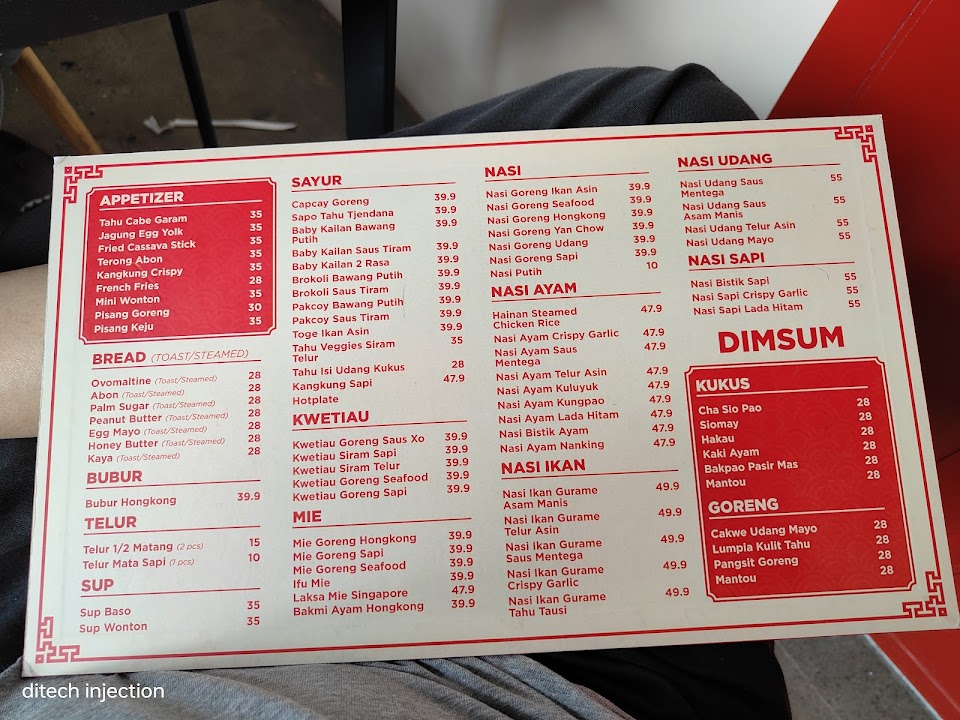 APPETIZER
Tahu Cabe Garam 35
Jagung Egg Yolk 35
Fried Cassava Stick 35
Terong Abon 30
Kangkung Crispy 35
French Fries 28
Mini Wonton 35
Pisang Goreng 30
Pisang Keju 35
BREAD (TOAST/STEAMED)
Ovomaltine (Toast/Steamed) 28
Abon (Toast/Steamed) 28
Palm Sugar (Toast/Steamed) 28
Peanut Butter (Toast/Steamed) 28
Egg Mayo (Toast/Steamed) 28
Honey Butter (Toast/Steamed) 28
Kaya (Toast/Steamed) 28
BUBUR
Bubur Hongkong 39.9
TELUR
Telur 1/2 Matang (2 pcs) 15
Telur Mata Sapi (1 pcs) 10
SUP
Sup Baso 35
Sup Wonton 35
SAYUR
Capcay Goreng 39.9
Sapo Tahu Tjendana 39.9
Baby Kailan Bawang 39.9
Putih
Baby Kailan Saus Tiram 39.9
Baby Kailan 2 Rasa 39.9
Brokoli Bawang Putih 39.9
Brokoli Saus Tiram 39.9
Pakcoy Bawang Putih 39.9
Pakcoy Saus Tiram 39.9
Toge Ikan Asin 39.9
Tahu Veggies Siram 35
Telur
Tahu Isi Udang Kukus 28
Kangkung Sapi 47.9
Hotplate
KWETIAU
Kwetiau Goreng Saus Xo 39.9
Kwetiau Siram Sapi 39.9
Kwetiau Siram Telur 39.9
Kwetiau Goreng Seafood 39.9
Kwetiau Goreng Sapi 39.9
MIE
Mie Goreng Hongkong 39.9
Mie Goreng Sapi 39.9
Mie Goreng Seafood 39.9
Ifu Mie 39.9
Laksa Mie Singapore 47.9
Bakmi Ayam Hongkong 39.9
NASI
Nasi Goreng Ikan Asin 39.9
Nasi Goreng Seafood 39.9
Nasi Goreng Hongkong 39.9
Nasi Goreng Yan Chow 39.9
Nasi Goreng Udang 39.9
Nasi Goreng Sapi 39.9
Nasi Putih 10
NASI AYAM
Hainan Steamed 47.9
Chicken Rice
Nasi Ayam Crispy Garlic 47.9
Nasi Ayam Saus 47.9
Mentega
Nasi Ayam Telur Asin 47.9
Nasi Ayam Kuluyuk 47.9
Nasi Ayam Kungpao 47.9
Nasi Ayam Lada Hitam 47.9
Nasi Bistik Ayam 47.9
Nasi Ayam Nanking 47.9
NASI IKAN
Nasi Ikan Gurame 49.9
Asam Manis
Nasi Ikan Gurame 49.9
Telur Asin
Nasi Ikan Gurame 49.9
Saus Mentega
Nasi Ikan Gurame 49.9
Crispy Garlic
Nasi Ikan Gurame 49.9
Tahu Tausi
NASI UDANG
Nasi Udang Saus 55
Mentega
Nasi Udang Saus 55
Asam Manis
Nasi Udang Telur Asin 55
Nasi Udang Mayo 55
NASI SAPI
Nasi Bistik Sapi 55
Nasi Sapi Crispy Garlic 55
Nasi Sapi Lada Hitam 55
DIMSUM
KUKUS
Cha Sio Pao 28
Siomay 28
Hakau 28
Kaki Ayam 28
Bakpao Pasir Mas 28
Mantou 28
GORENG
Cakwe Udang Mayo 28
Lumpia Kulit Tahu 28
Pangsit Goreng 28
Mantou 28
ditech injection